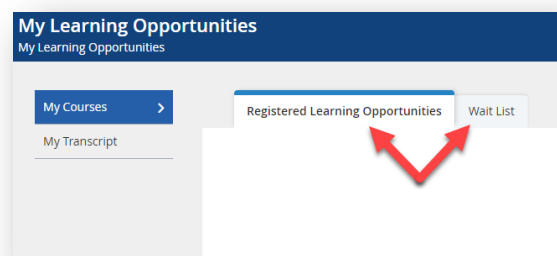 My Learning Opportunities
My Learning Opportunities
My Courses
Registered Learning Opportunities Wait List
My Transcript